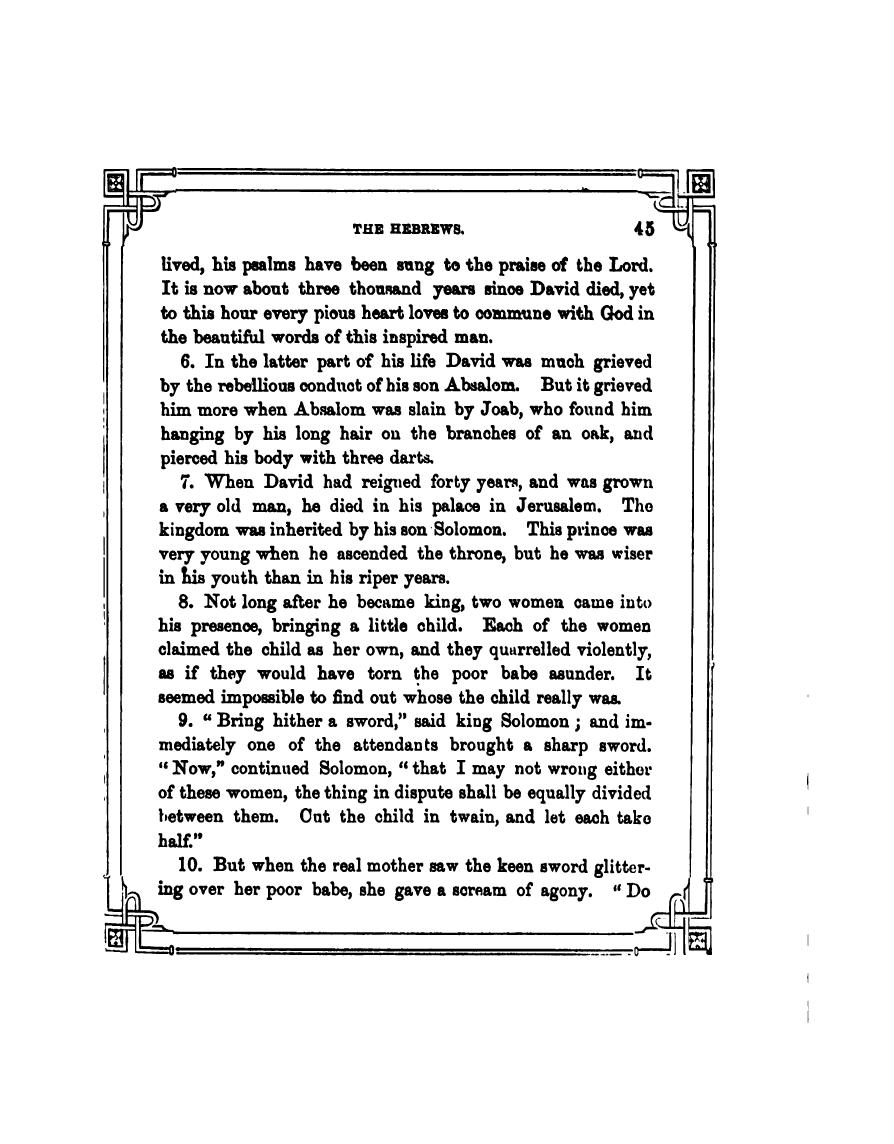 THE HEBREWS. 45
lived, his psalms have been sung to the praise of the Lord.
It is now about three thousand years since David died, yet
to this hour every pious heart loves to commune with God in
the beautiful words of this inspired man.
6. In the latter part of his life David was much grieved
by the rebellious conduct of his son Absalom. But it grieved
him more when Absalom was slain by Joab, who found him
hanging by his long hair on the branches of an oak, and
pierced his body with three darts.
7. When David had reigned forty years, and was grown
a very old man, he died in his palace in Jerusalem. The
kingdom was inherited by his son Solomon. This prince was
very young when he ascended the throne, but he was wiser
in his youth than in his riper years.
8. Not long after he became king, two women came into
his presence, bringing a little child. Each of the women
claimed the child as her own, and they quarrelled violently,
as if they would have torn the poor babe asunder. It
seemed impossible to find out whose the child really was.
9. “ Bring hither a sword,” said king Solomon ; and im-
mediately one of the attendants brought a sharp sword.
“ Now,” continued Solomon, “ that I may not wrong either
of these women, the thing in dispute shall be equally divided
between them. Cut the child in twain, and let each take
half.”
10. But when the real mother saw the keen sword glitter-
ing over her poor babe, she gave a scream of agony. “ Do